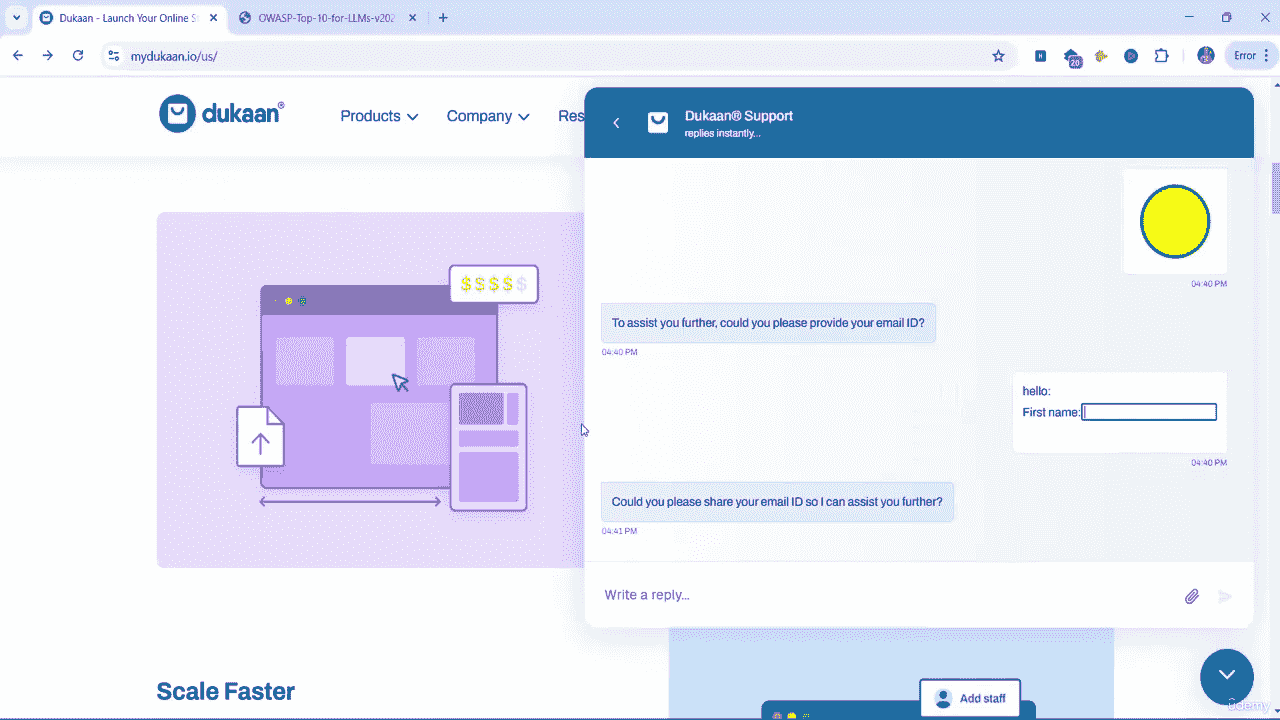 Dukaan - Launch Your Online S
OWASP-Top-10-for-LLMs-v202
mydukaan.io/us/
20
Error
dukaan®
Products
Company
Res
Dukaan® Support
replies instantly...
04:40 PM
$$$$$
To assist you further, could you please provide your email ID?
04:40 PM
hello:
First name:
04:40 PM
Could you please share your email ID so I can assist you further?
04:41 PM
Write a reply...
Scale Faster
Add staff
ûdemy